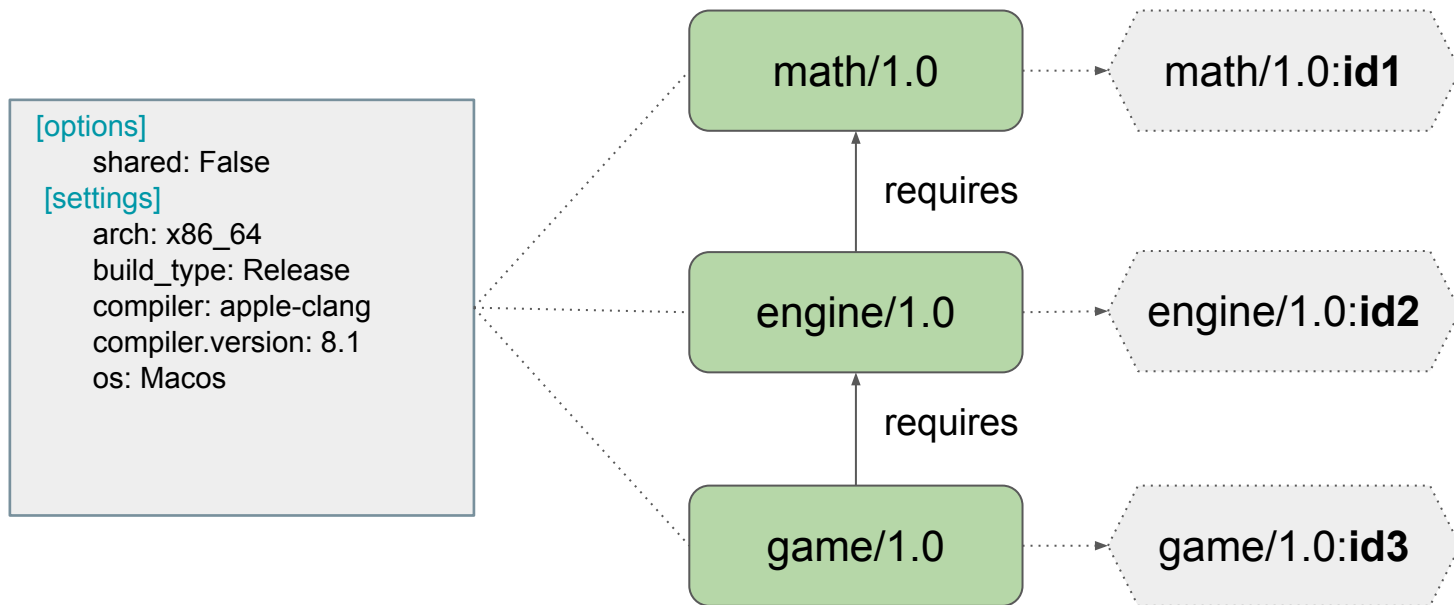 [options]
shared: False
[settings]
arch: x86_64
build_type: Release
compiler: apple-clang
compiler.version: 8.1
os: Macos
math/1.0
math/1.0:id1
requires
engine/1.0
engine/1.0:id2
requires
game/1.0
game/1.0:id3